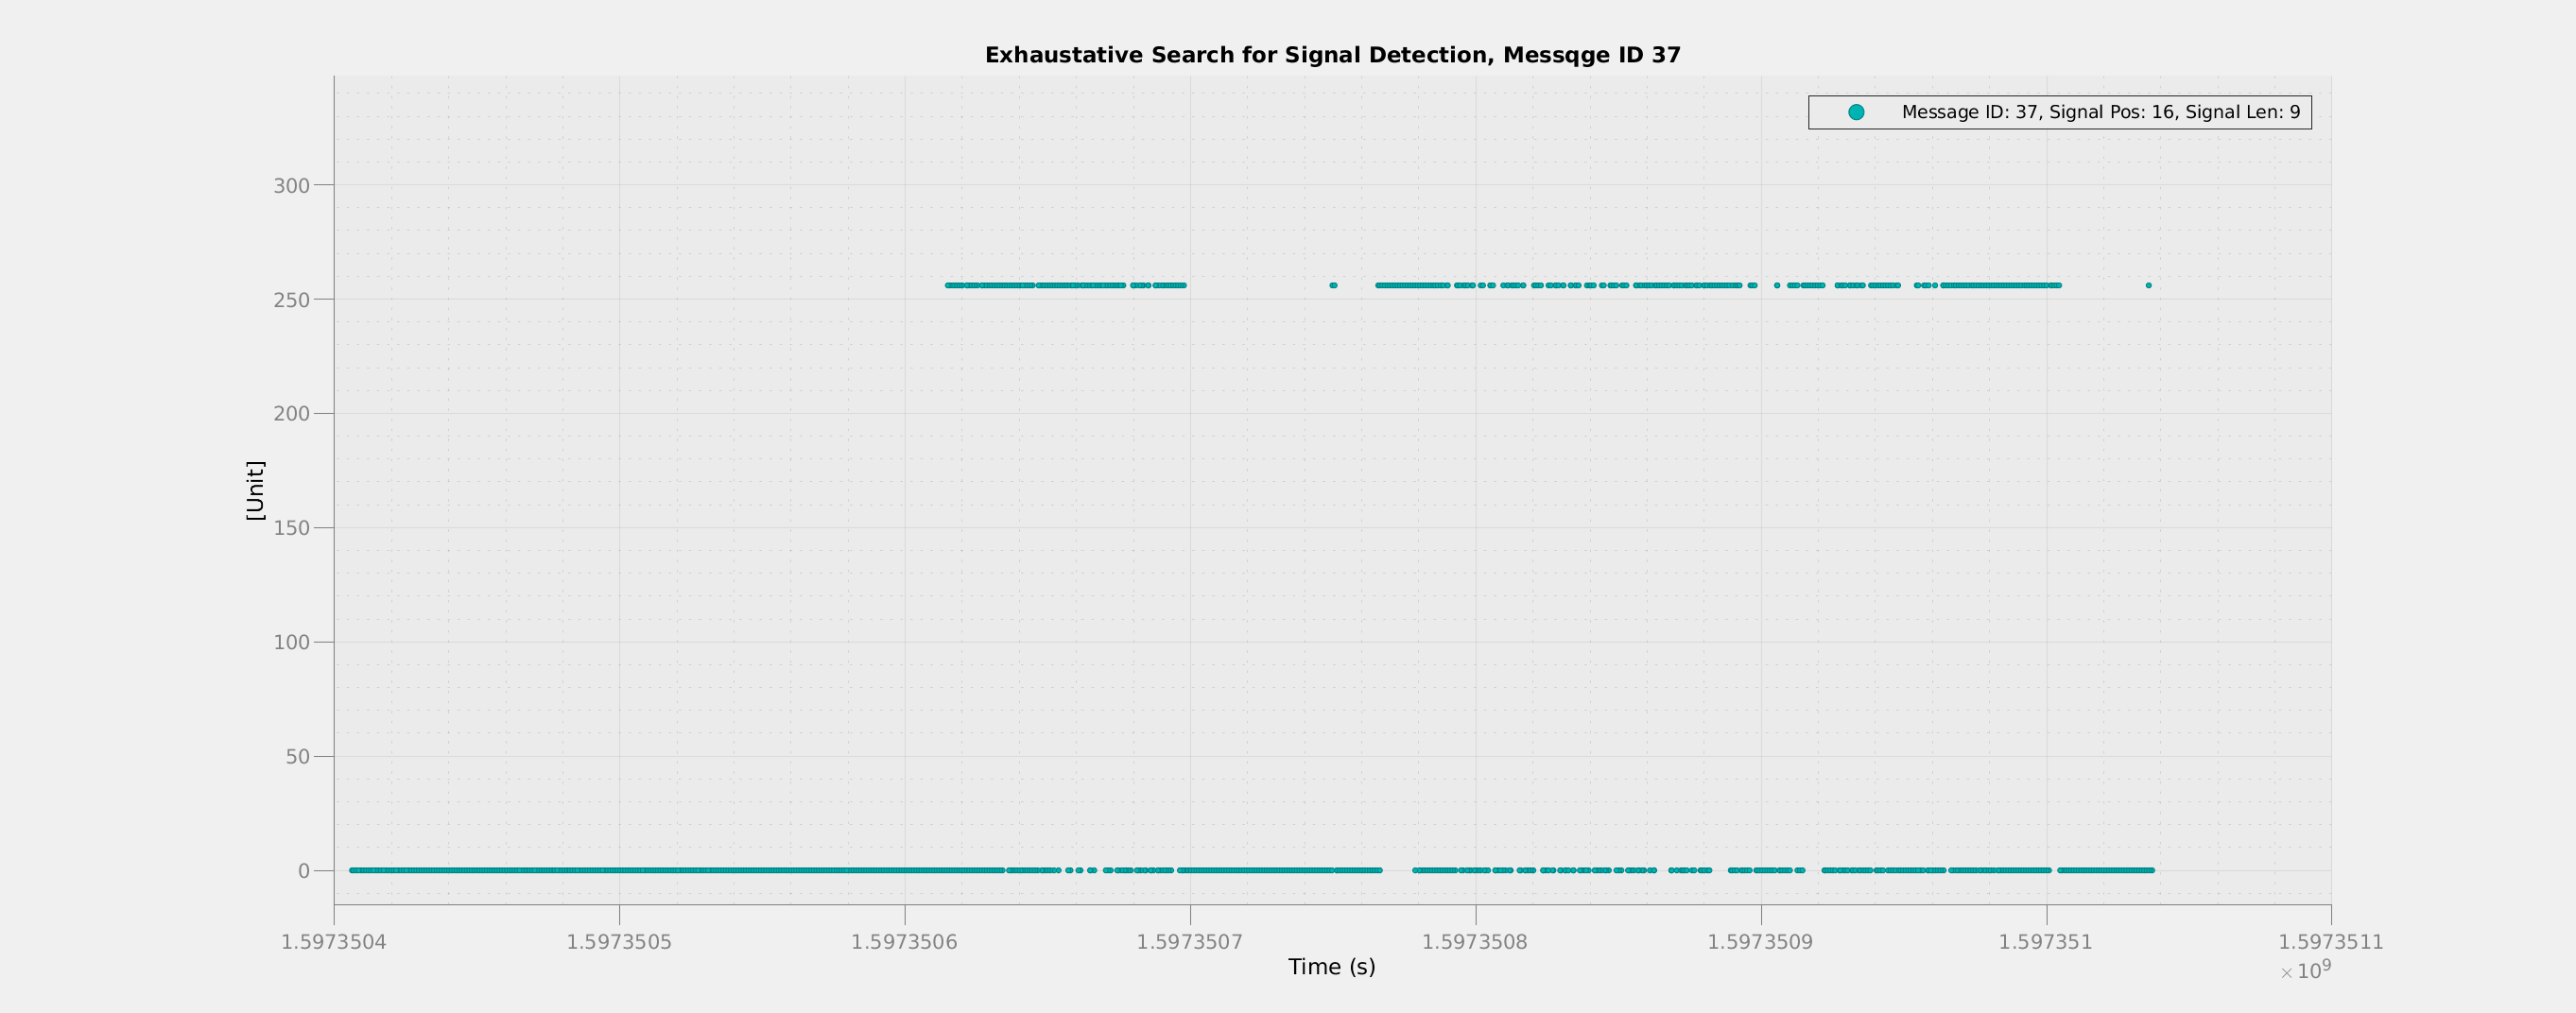 Exhaustative Search for Signal Detection, Messqge ID 37
Message ID: 37, Signal Pos: 16, Signal Len: 9
300
250
200
150
100
50
0
[Unit]
1.5973504 1.5973505 1.5973506 1.5973507 1.5973508 1.5973509 1.597351 1.5973511
Time (s)
× 10⁹